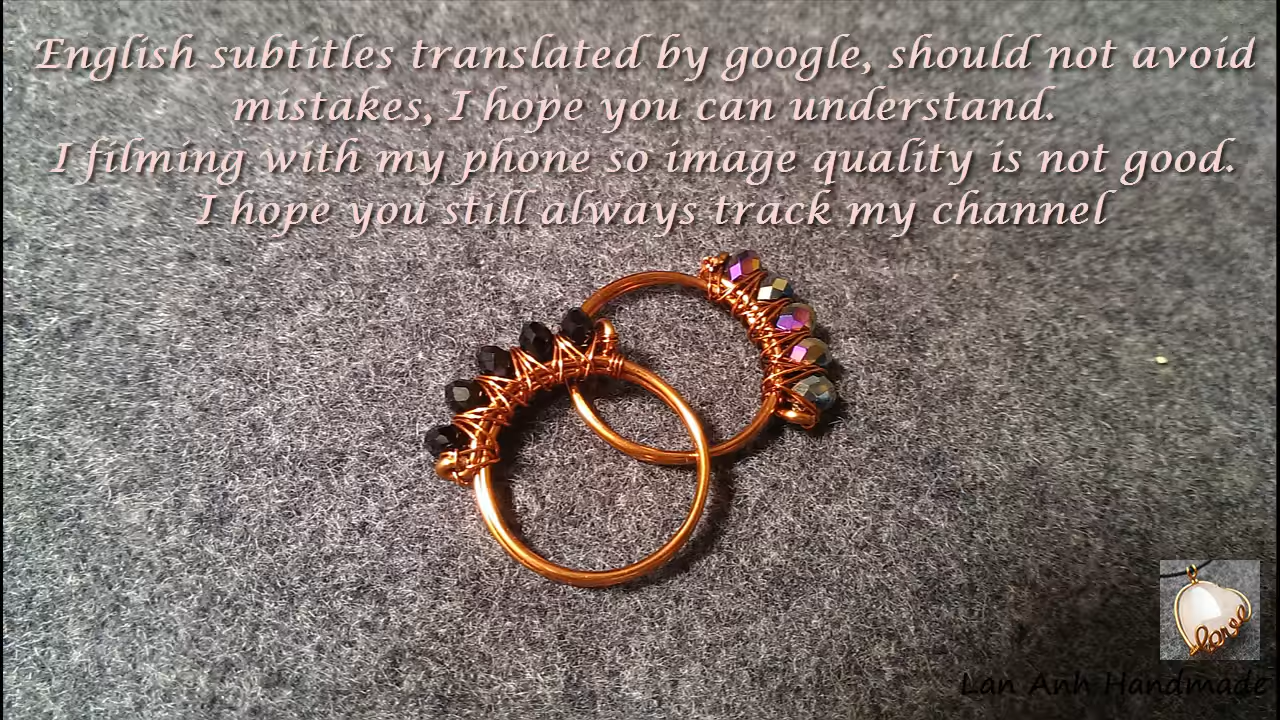 English subtitles translated by google, should not avoid
mistakes, I hope you can understand.
I filming with my phone so image quality is not good.
I hope you still always track my channel
love
Lan Anh Handmade